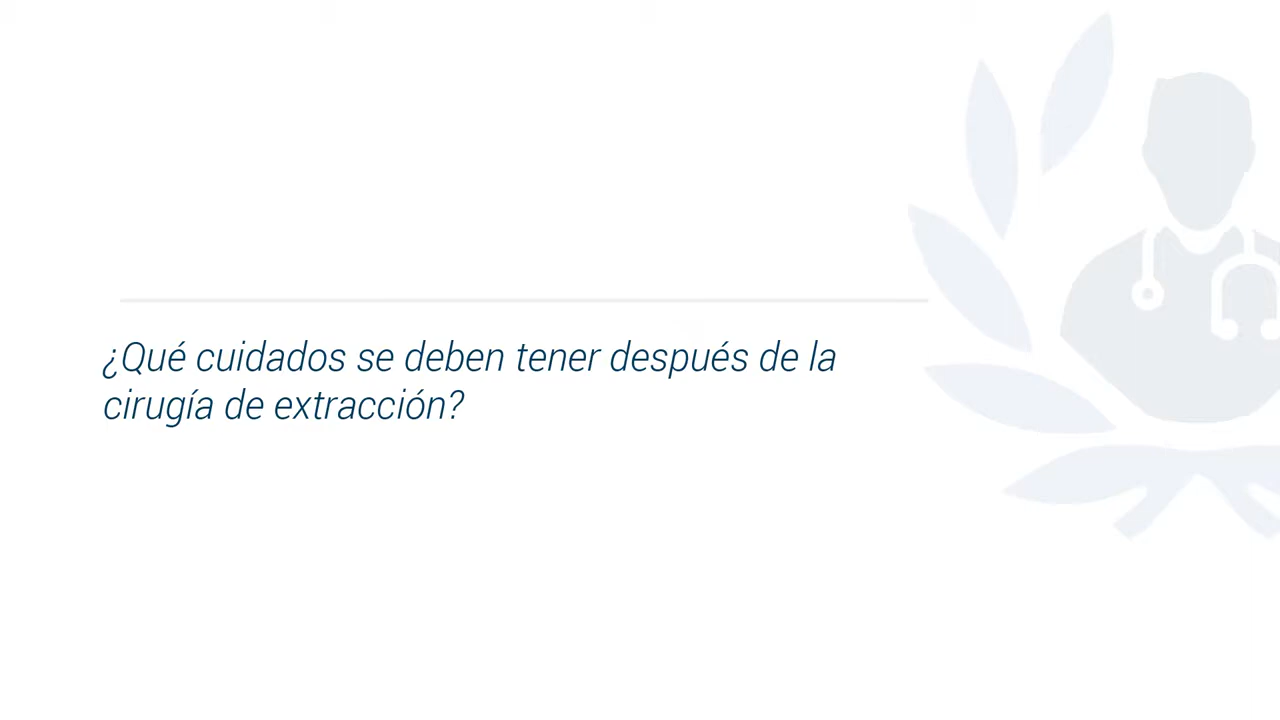 ¿Qué cuidados se deben tener después de la
cirugía de extracción?